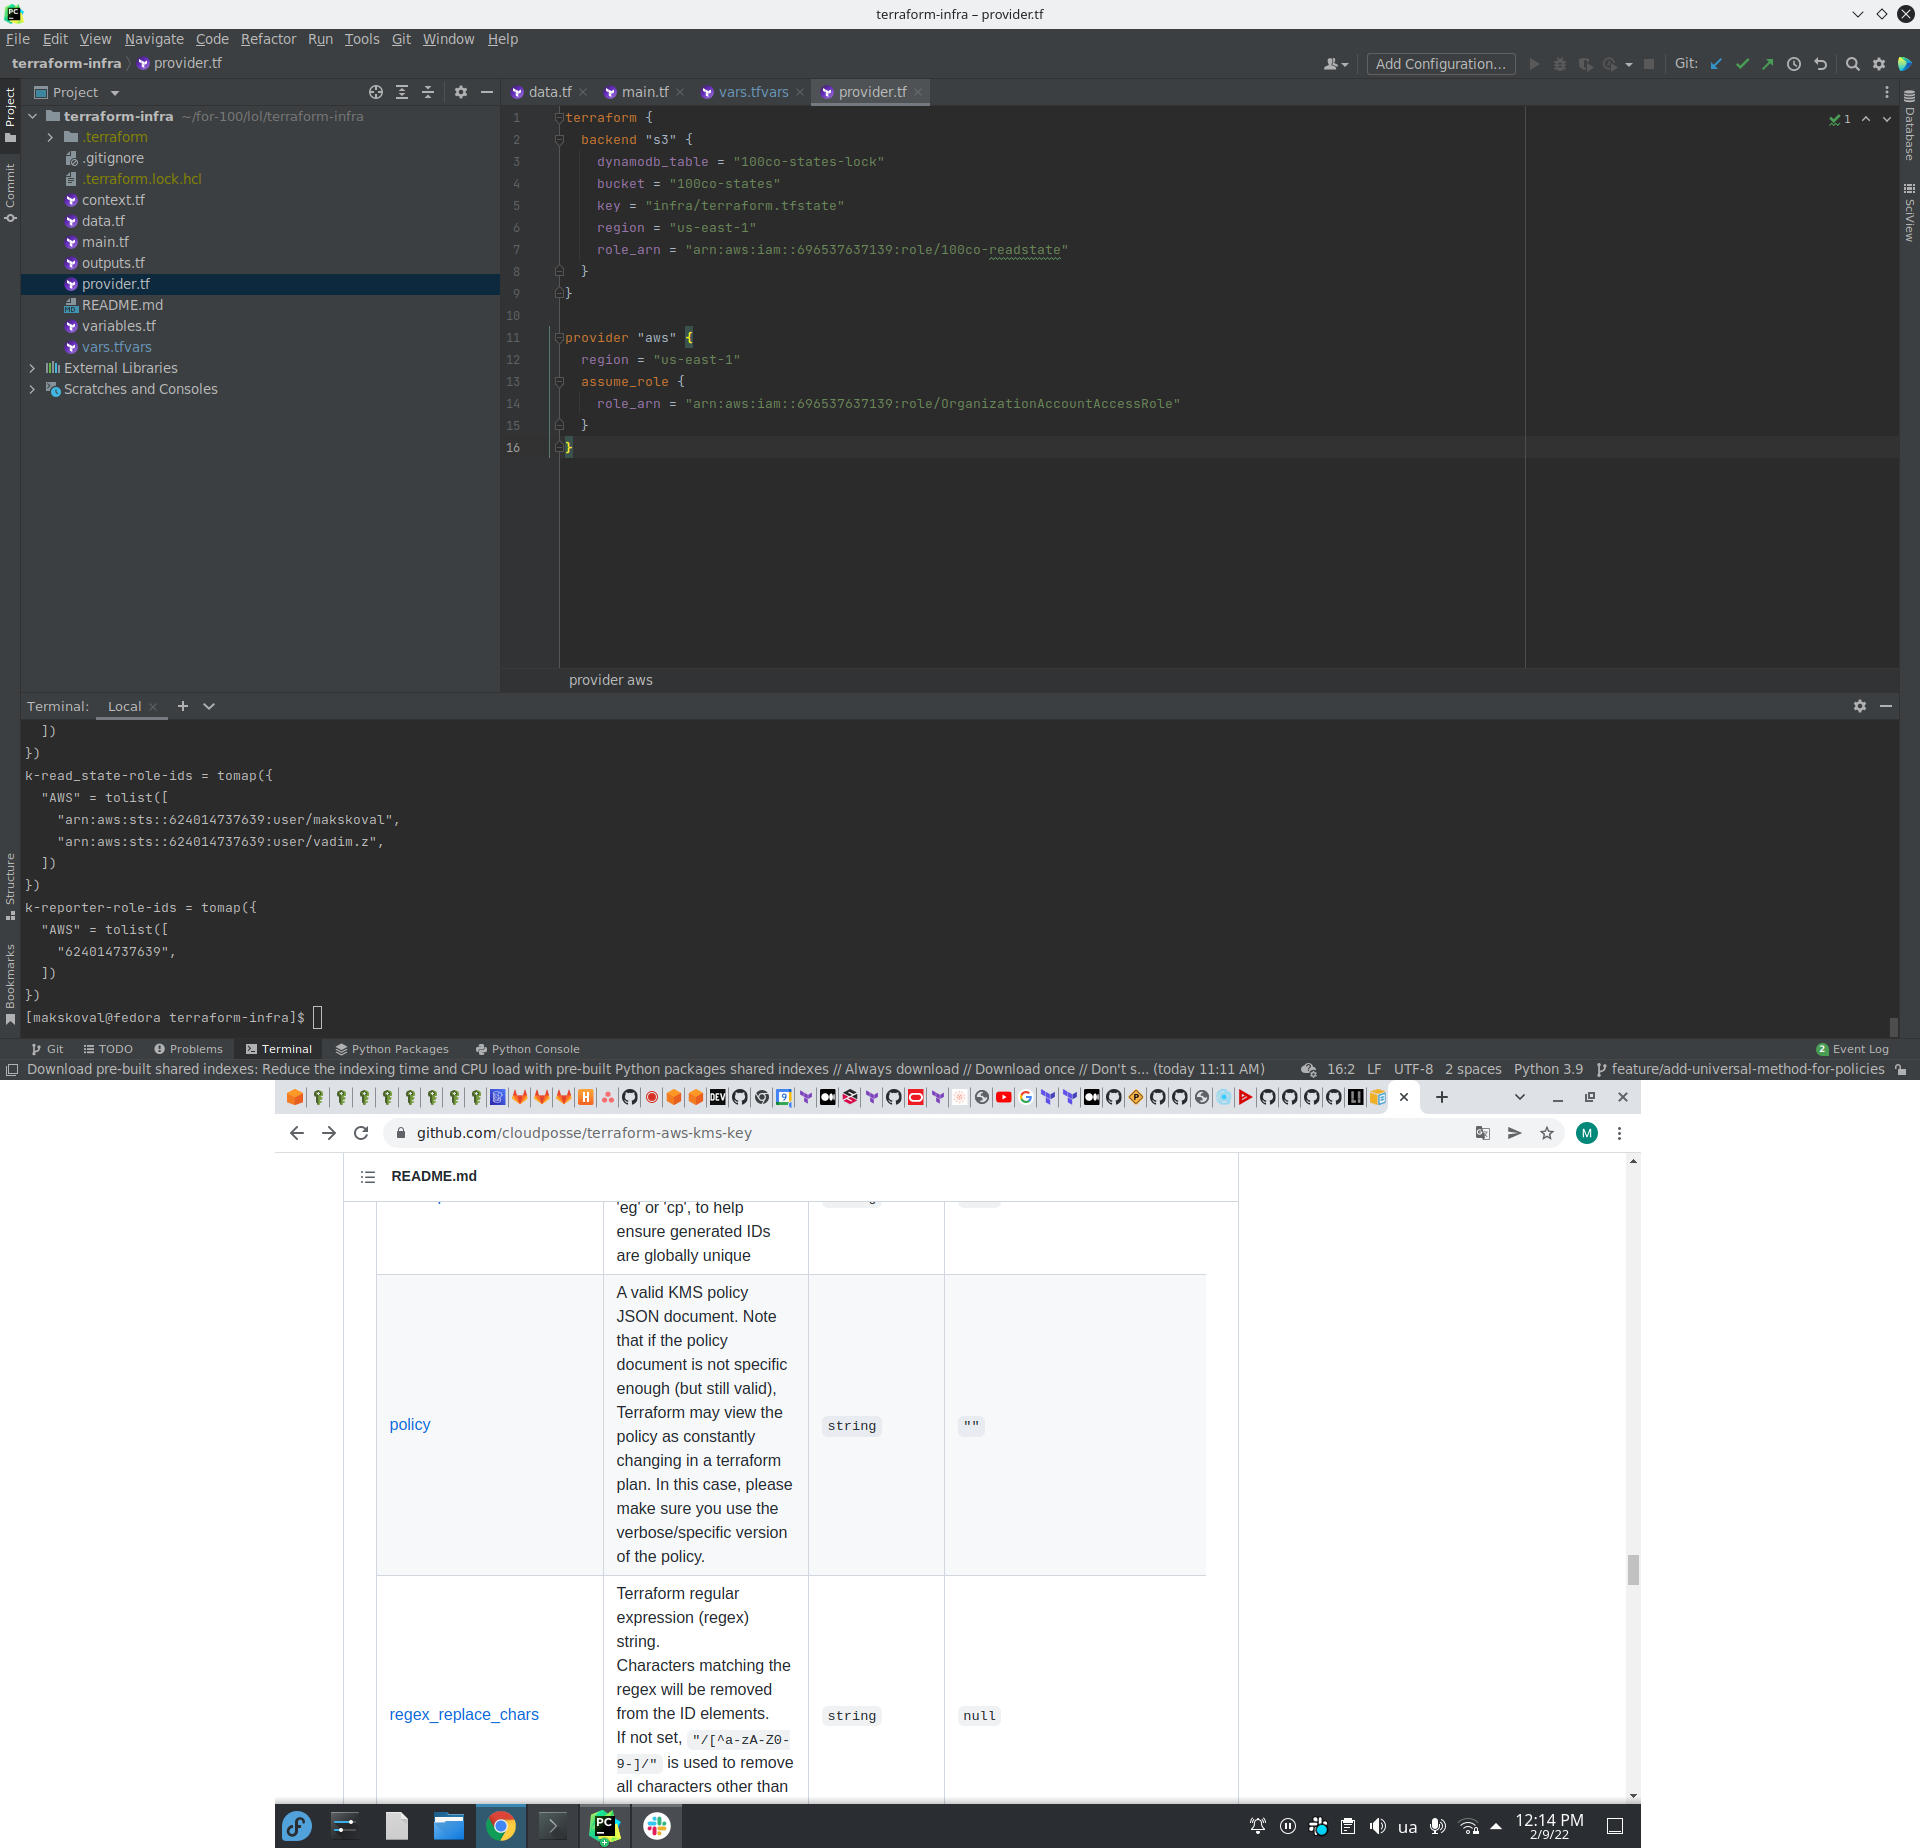 terraform-infra – provider.tf
File Edit View Navigate Code Refactor Run Tools Git Window Help
terraform-infra provider.tf
Add Configuration...
Git:
Project
data.tf
main.tf
vars.tfvars
provider.tf
Project
Commit
Structure
Bookmarks
terraform-infra ~/for-100/lol/terraform-infra
.terraform
.gitignore
.terraform.lock.hcl
context.tf
data.tf
main.tf
outputs.tf
provider.tf
README.md
variables.tf
vars.tfvars
External Libraries
Scratches and Consoles
1 terraform {
2 backend "s3" {
3 dynamodb_table = "100co-states-lock"
4 bucket = "100co-states"
5 key = "infra/terraform.tfstate"
6 region = "us-east-1"
7 role_arn = "arn:aws:iam::696537637139:role/100co-readstate"
8 }
9 }
10
11 provider "aws" {
12 region = "us-east-1"
13 assume_role {
14 role_arn = "arn:aws:iam::696537637139:role/OrganizationAccountAccessRole"
15 }
16 }
1
Database
SciView
provider aws
Terminal: Local
])
})
k-read_state-role-ids = tomap({
"AWS" = tolist([
"arn:aws:sts::624014737639:user/makskoval",
"arn:aws:sts::624014737639:user/vadim.z",
])
})
k-reporter-role-ids = tomap({
"AWS" = tolist([
"624014737639",
])
})
[makskoval@fedora terraform-infra]$
Git TODO Problems Terminal Python Packages Python Console
2 Event Log
Download pre-built shared indexes: Reduce the indexing time and CPU load with pre-built Python packages shared indexes // Always download // Download once // Don't s... (today 11:11 AM)
16:2 LF UTF-8 2 spaces Python 3.9 feature/add-universal-method-for-policies
github.com/cloudposse/terraform-aws-kms-key
M
README.md
'eg' or 'cp', to help
ensure generated IDs
are globally unique
policy
A valid KMS policy
JSON document. Note
that if the policy
document is not specific
enough (but still valid),
Terraform may view the
policy as constantly
changing in a terraform
plan. In this case, please
make sure you use the
verbose/specific version
of the policy.
string
""
regex_replace_chars
Terraform regular
expression (regex)
string.
Characters matching the
regex will be removed
from the ID elements.
If not set, "/[^a-zA-Z0-
9-]/" is used to remove
all characters other than
string
null
ua
12:14 PM
2/9/22